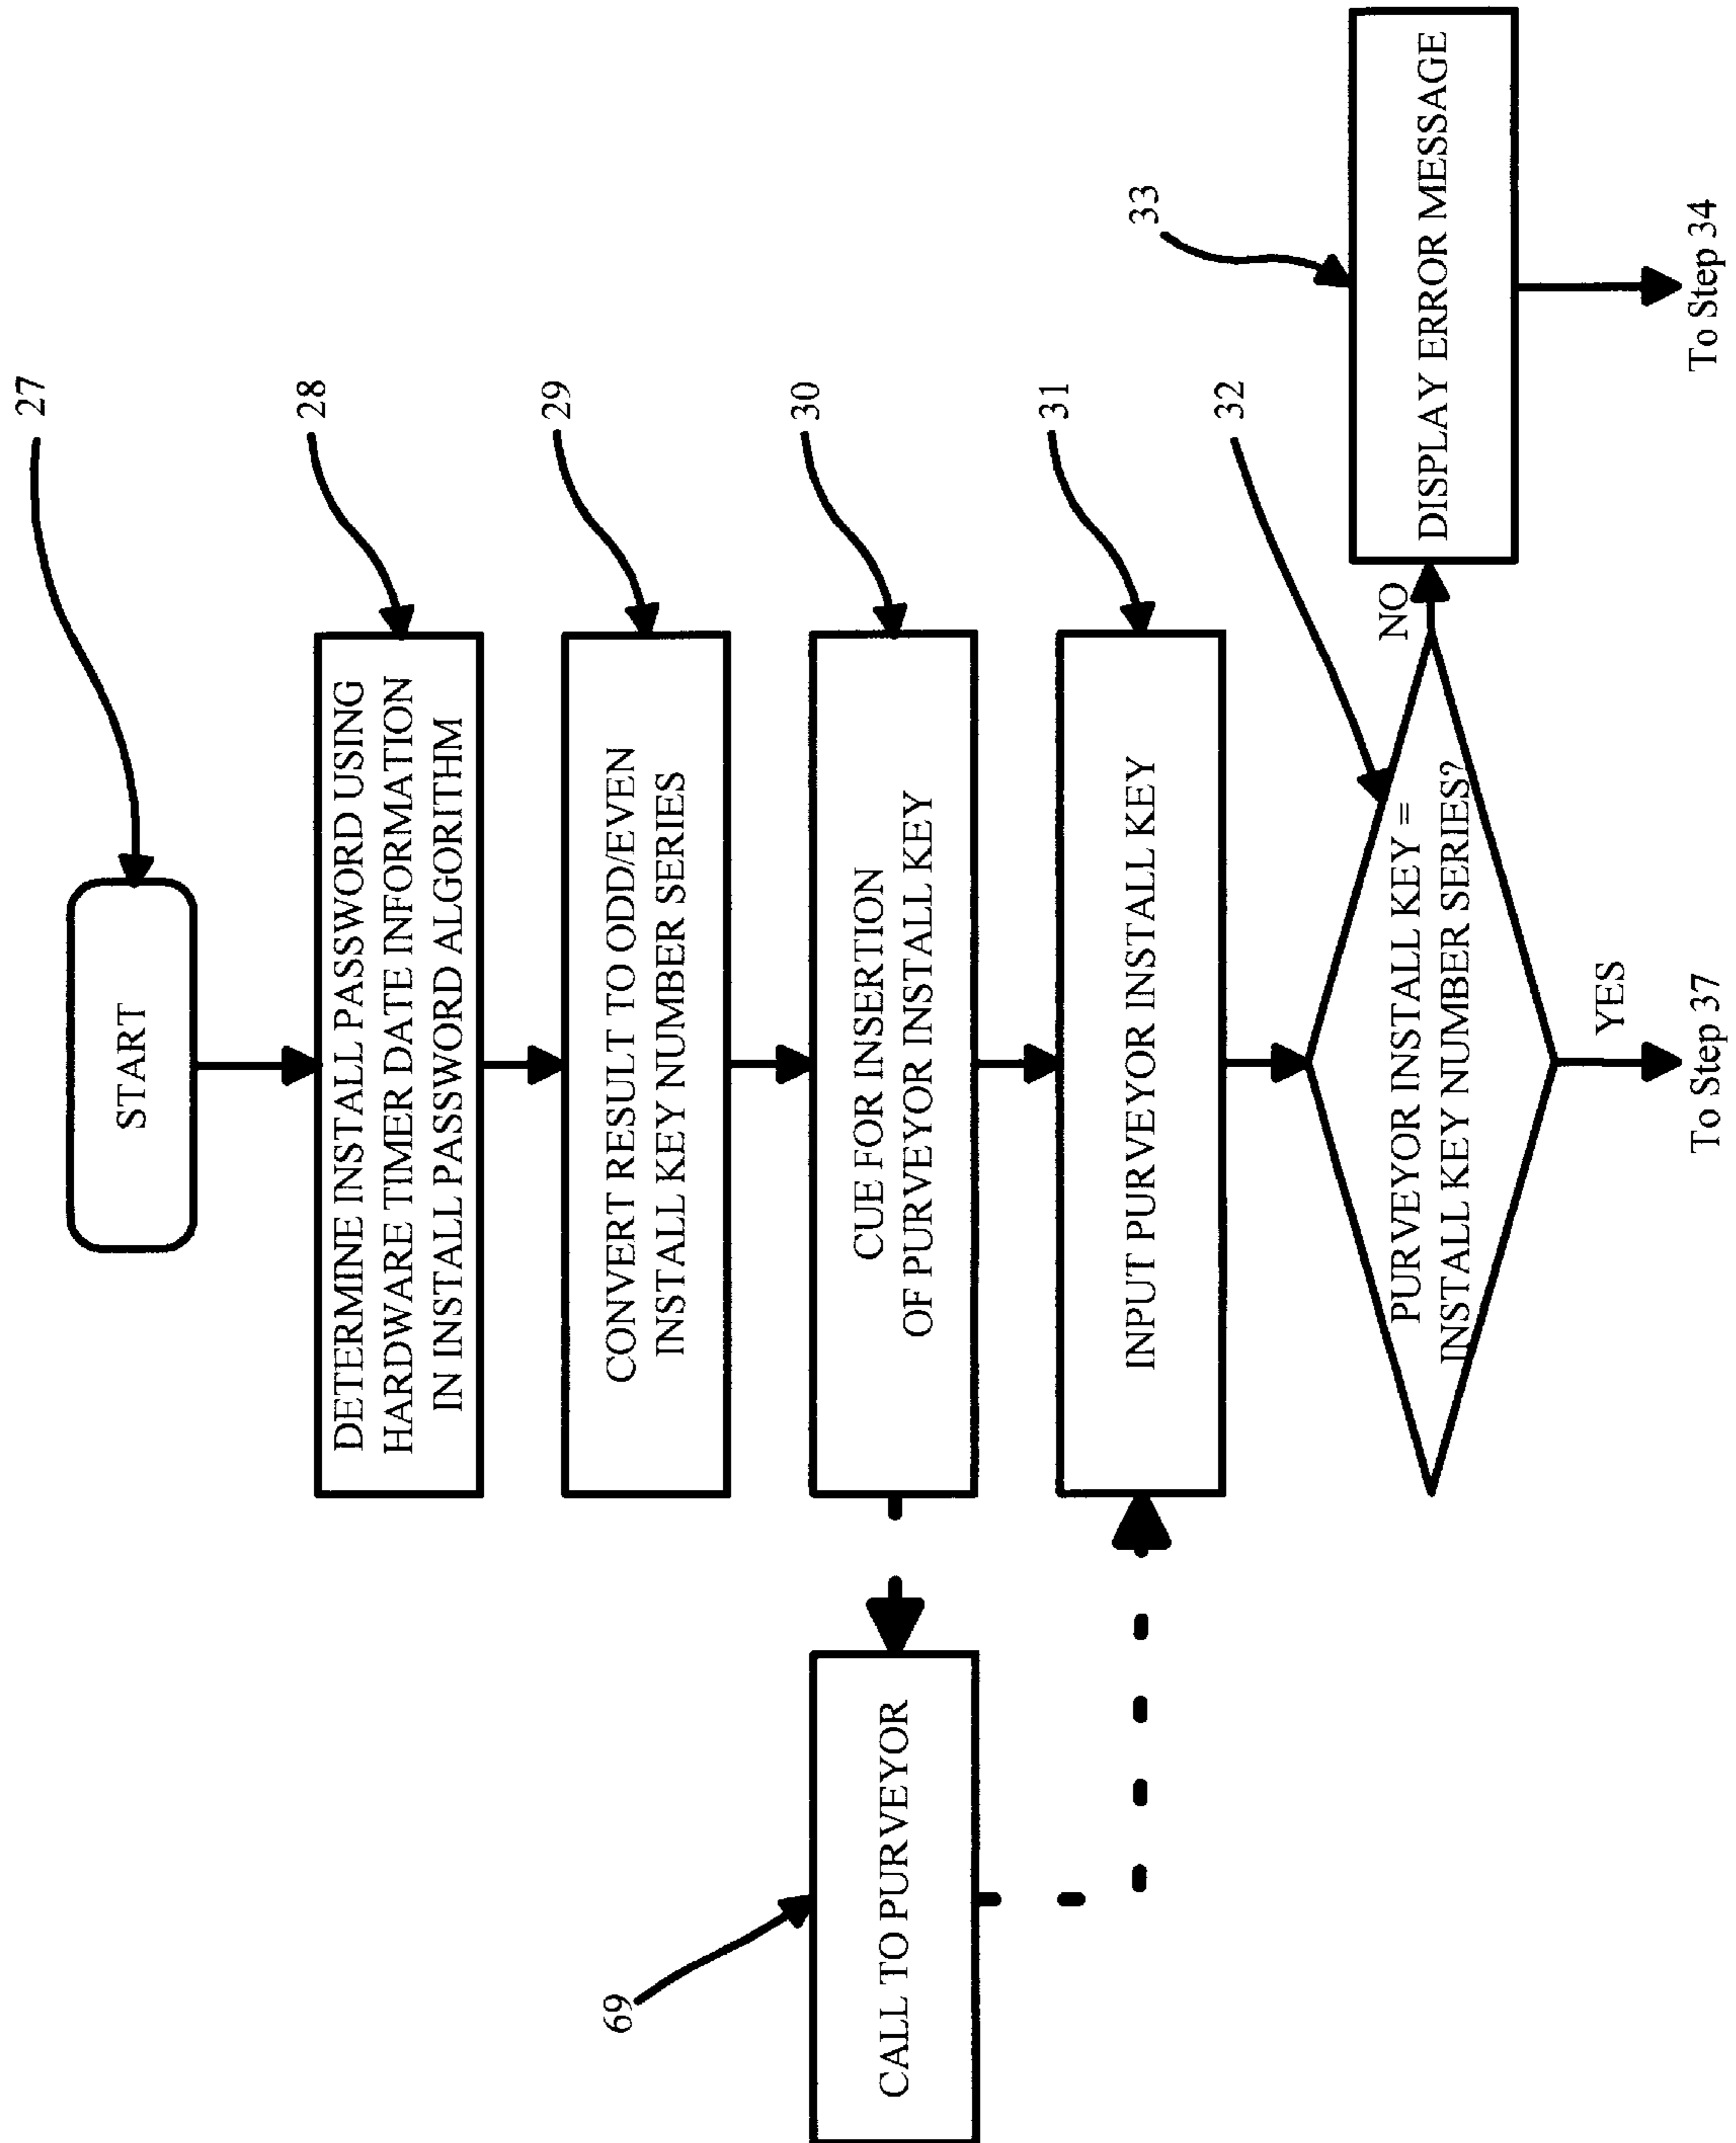 27
START
28
DETERMINE INSTALL PASSWORD USING
HARDWARE TIMER DATE INFORMATION
IN INSTALL PASSWORD ALGORITHM
29
CONVERT RESULT TO ODD/EVEN
INSTALL KEY NUMBER SERIES
30
CUE FOR INSERTION
OF PURVEYOR INSTALL KEY
69
CALL TO PURVEYOR
31
INPUT PURVEYOR INSTALL KEY
32
PURVEYOR INSTALL KEY =
INSTALL KEY NUMBER SERIES?
NO
33
DISPLAY ERROR MESSAGE
YES
To Step 37
To Step 34